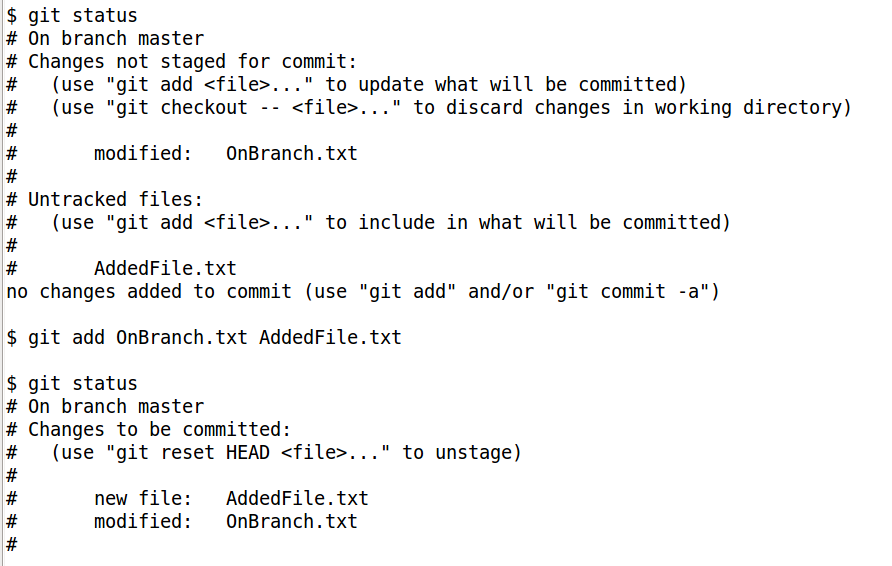 $ git status
# On branch master
# Changes not staged for commit:
#   (use "git add <file>..." to update what will be committed)
#   (use "git checkout -- <file>..." to discard changes in working directory)
#
#       modified:   OnBranch.txt
#
# Untracked files:
#   (use "git add <file>..." to include in what will be committed)
#
#       AddedFile.txt
no changes added to commit (use "git add" and/or "git commit -a")

$ git add OnBranch.txt AddedFile.txt

$ git status
# On branch master
# Changes to be committed:
#   (use "git reset HEAD <file>..." to unstage)
#
#       new file:   AddedFile.txt
#       modified:   OnBranch.txt
#